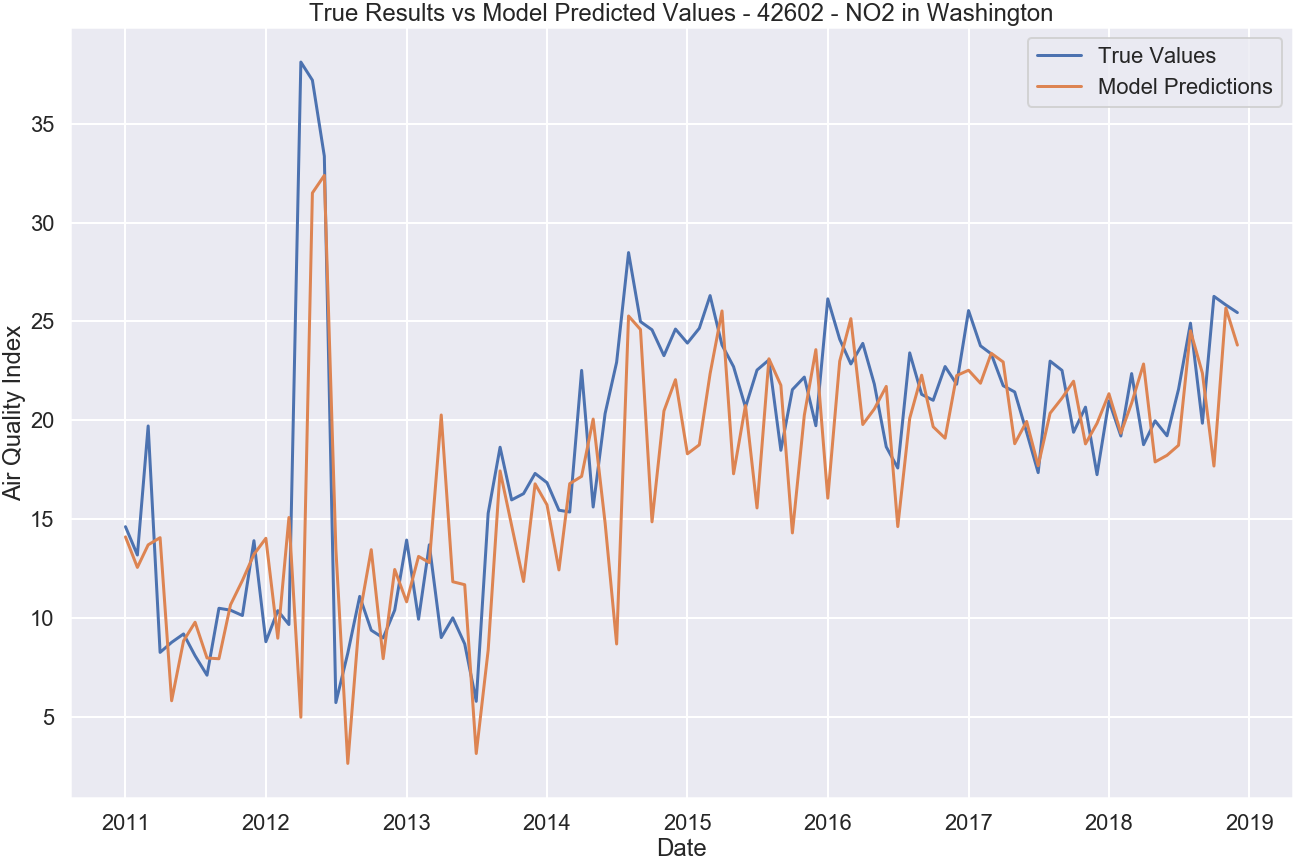 True Results vs Model Predicted Values - 42602 - NO2 in Washington
True Values
Model Predictions
Air Quality Index
35
30
25
20
15
10
5
2011 2012 2013 2014 2015 2016 2017 2018 2019
Date